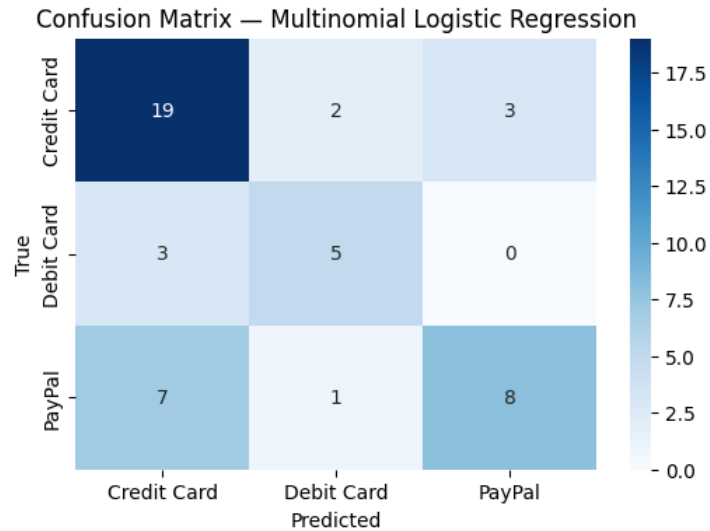 Confusion Matrix — Multinomial Logistic Regression
True
Credit Card
19 2 3
Debit Card
3 5 0
PayPal
7 1 8
Credit Card Debit Card PayPal
Predicted
17.5
15.0
12.5
10.0
7.5
5.0
2.5
0.0